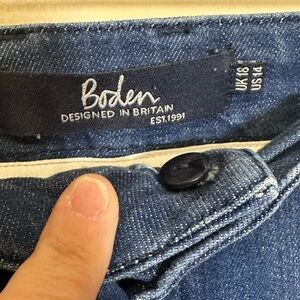 Boden
DESIGNED IN BRITAIN
EST.1991
UK 18
US 14